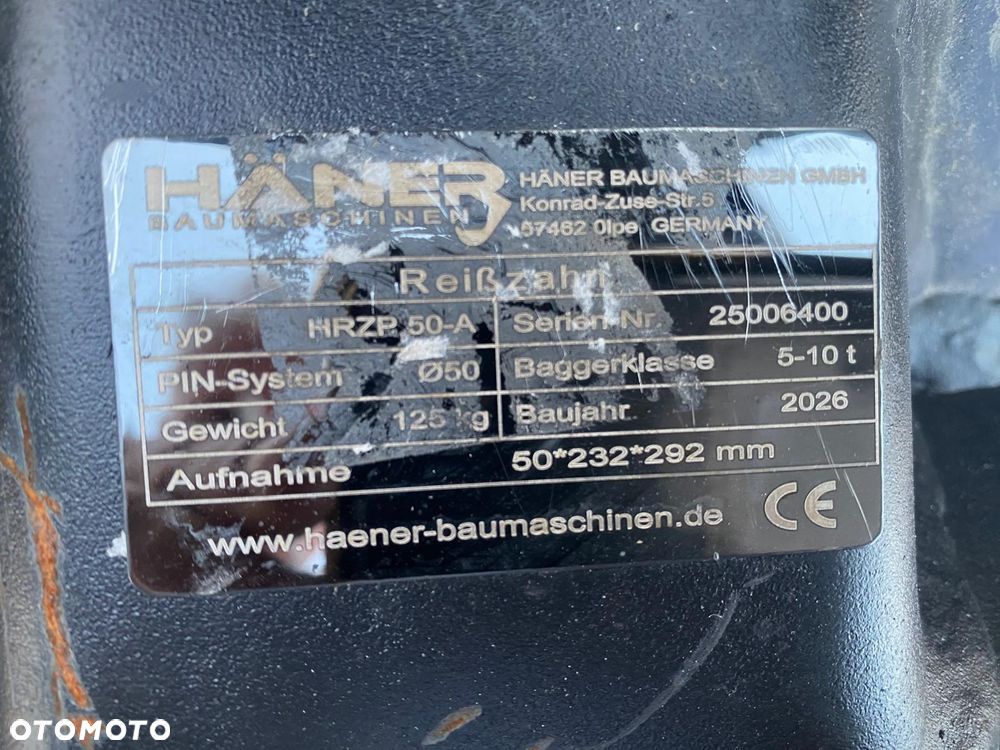 HÄNER
BAUMASCHINEN
HÄNER BAUMASCHINEN GMBH
Konrad-Zuse-Str.5
57462 Olpe GERMANY
Reißzahn
Typ HRZP 50-A Serien-Nr 25006400
PIN-System Ø50 Baggerklasse 5-10 t
Gewicht 125 kg Baujahr 2026
Aufnahme 50*232*292 mm
www.haener-baumaschinen.de CE
OTOMOTO